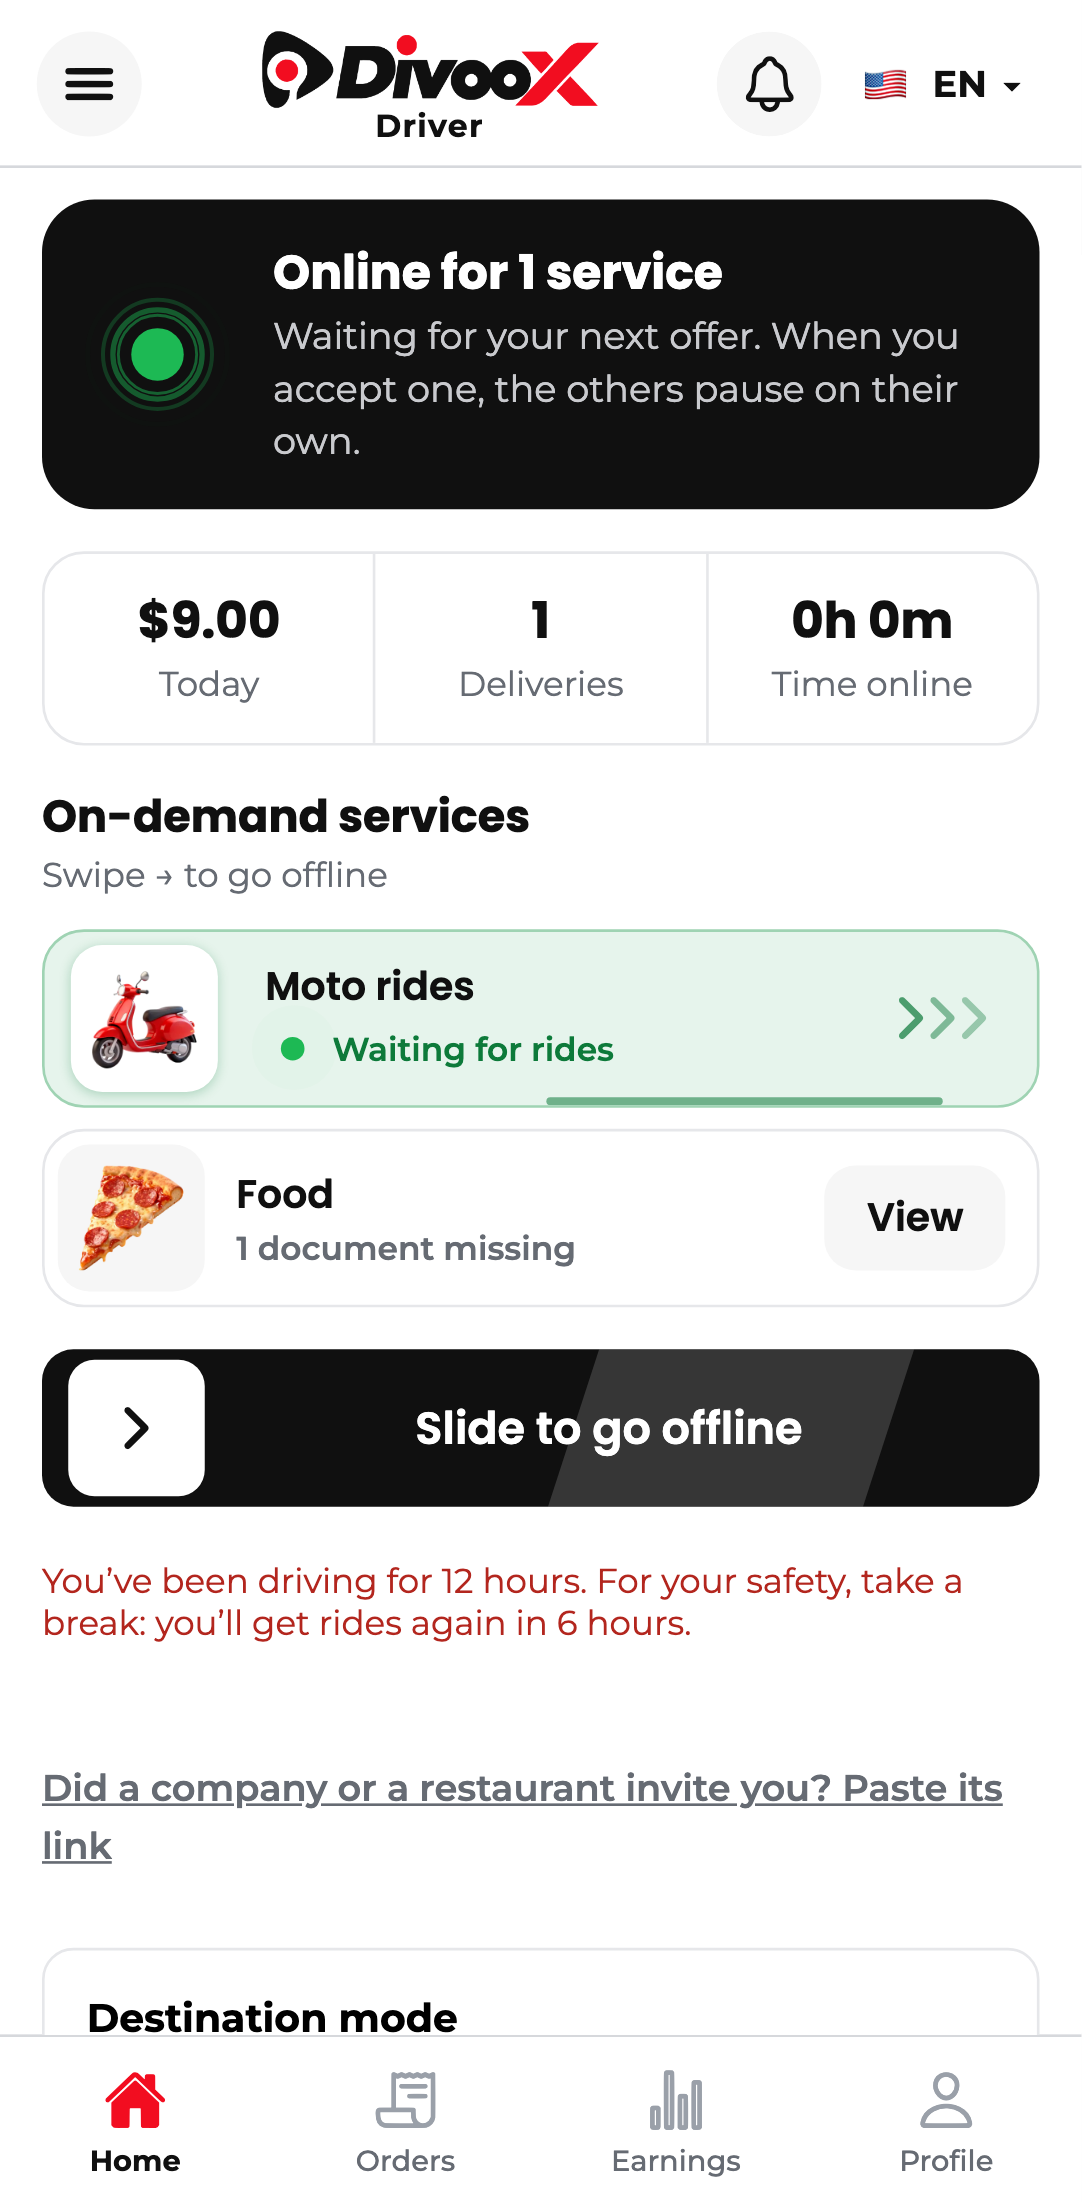 DivooX
Driver
EN
Online for 1 service
Waiting for your next offer. When you
accept one, the others pause on their
own.
$9.00
Today
1
Deliveries
0h 0m
Time online
On-demand services
Swipe → to go offline
Moto rides
Waiting for rides
Food
1 document missing
View
Slide to go offline
You’ve been driving for 12 hours. For your safety, take a
break: you’ll get rides again in 6 hours.
Did a company or a restaurant invite you? Paste its
link
Destination mode
Home
Orders
Earnings
Profile